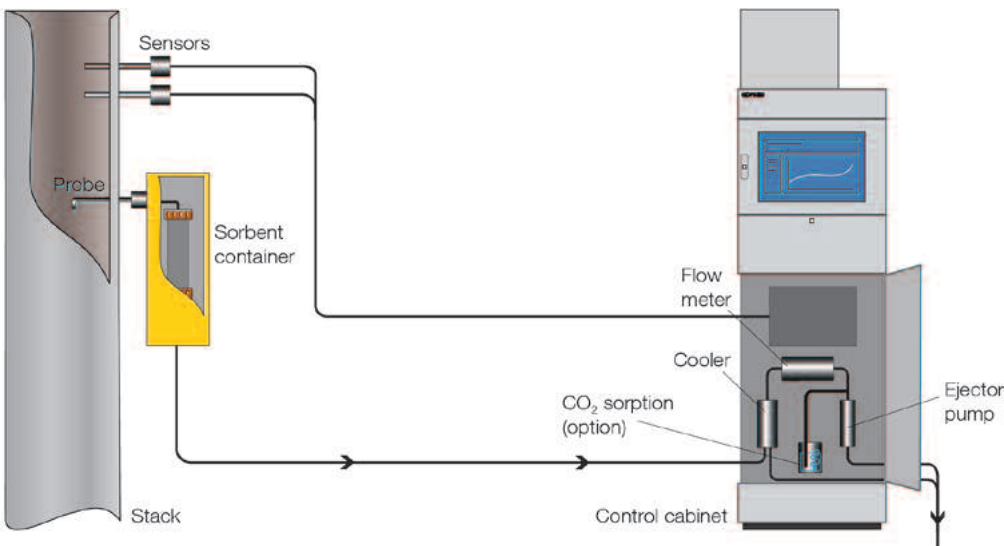 Sensors
Probe
Sorbent
container
Flow
meter
Cooler
Ejector
pump
CO₂ sorption
(option)
Stack
Control cabinet